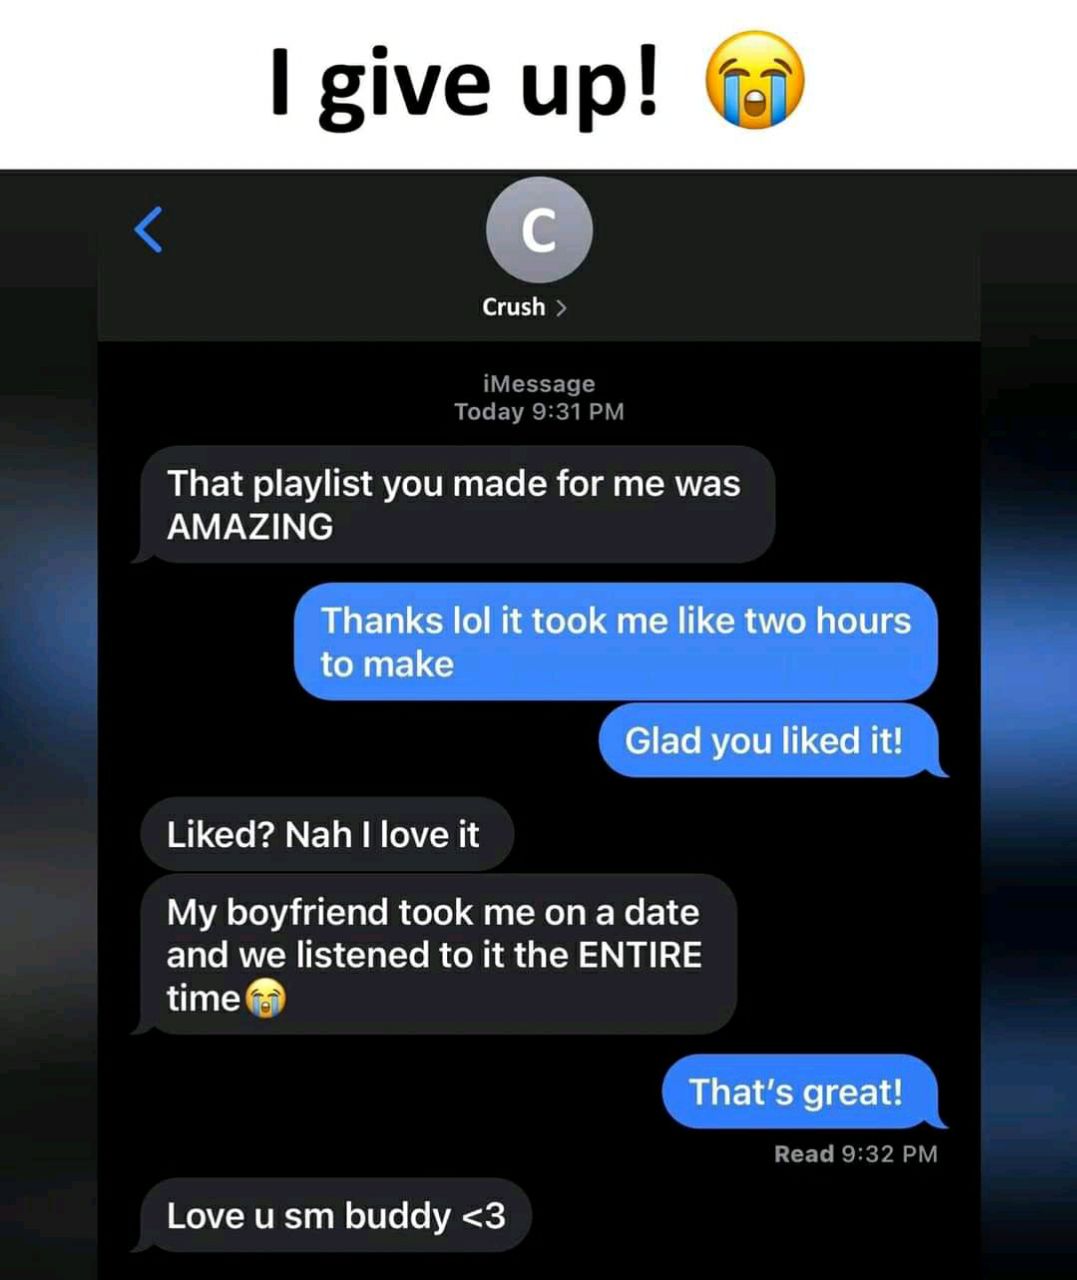 I give up! 😭
C
Crush >
iMessage
Today 9:31 PM
That playlist you made for me was
AMAZING
Thanks lol it took me like two hours
to make
Glad you liked it!
Liked? Nah I love it
My boyfriend took me on a date
and we listened to it the ENTIRE
time😭
That's great!
Read 9:32 PM
Love u sm buddy <3